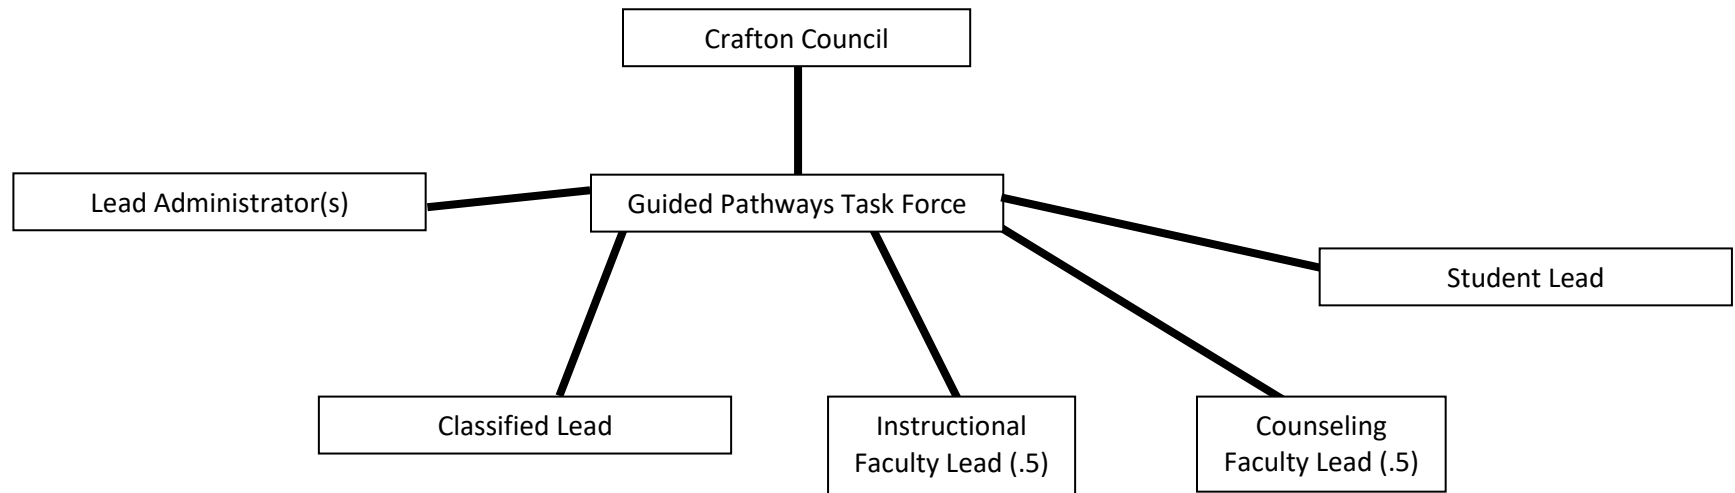 Crafton Council
Lead Administrator(s)
Guided Pathways Task Force
Student Lead
Classified Lead
Instructional
Faculty Lead (.5)
Counseling
Faculty Lead (.5)